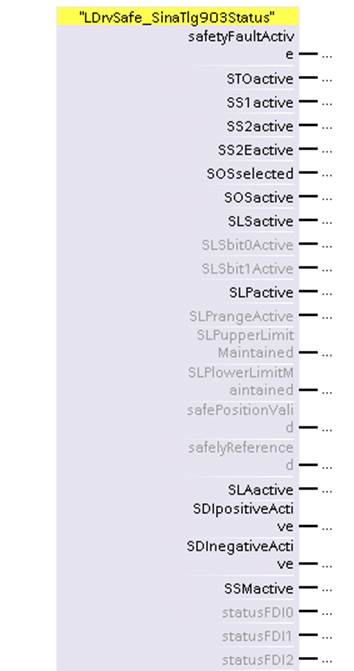 "LDrvSafe_SinaTlg903Status"
safetyFaultActiv
e
...
STOactive
...
SS1active
...
SS2active
...
SS2Eactive
...
SOSselected
...
SOSactive
...
SLSactive
...
SLSbit0Active
...
SLSbit1Active
...
SLPactive
...
SLPrangeActive
...
SLPupperLimit
Maintained
...
SLPlowerLimitM
aintained
...
safePositionVali
d
...
safelyReference
d
...
SLAactive
...
SDIpositiveActi
ve
...
SDInegativeActi
ve
...
SSMactive
...
statusFDI0
...
statusFDI1
...
statusFDI2
...